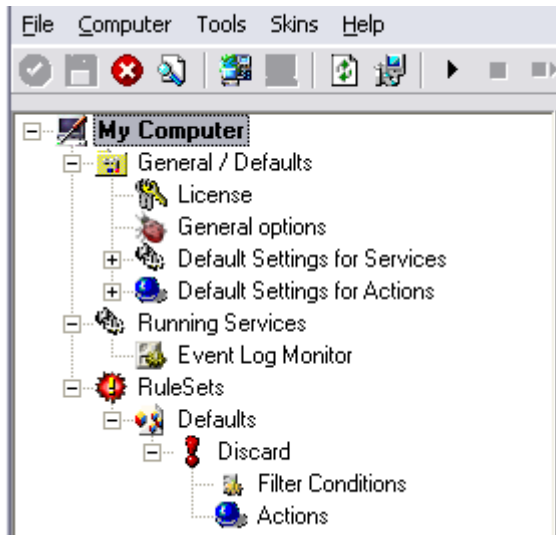 File Computer Tools Skins Help
My Computer
General / Defaults
License
General options
Default Settings for Services
Default Settings for Actions
Running Services
Event Log Monitor
RuleSets
Defaults
Discard
Filter Conditions
Actions